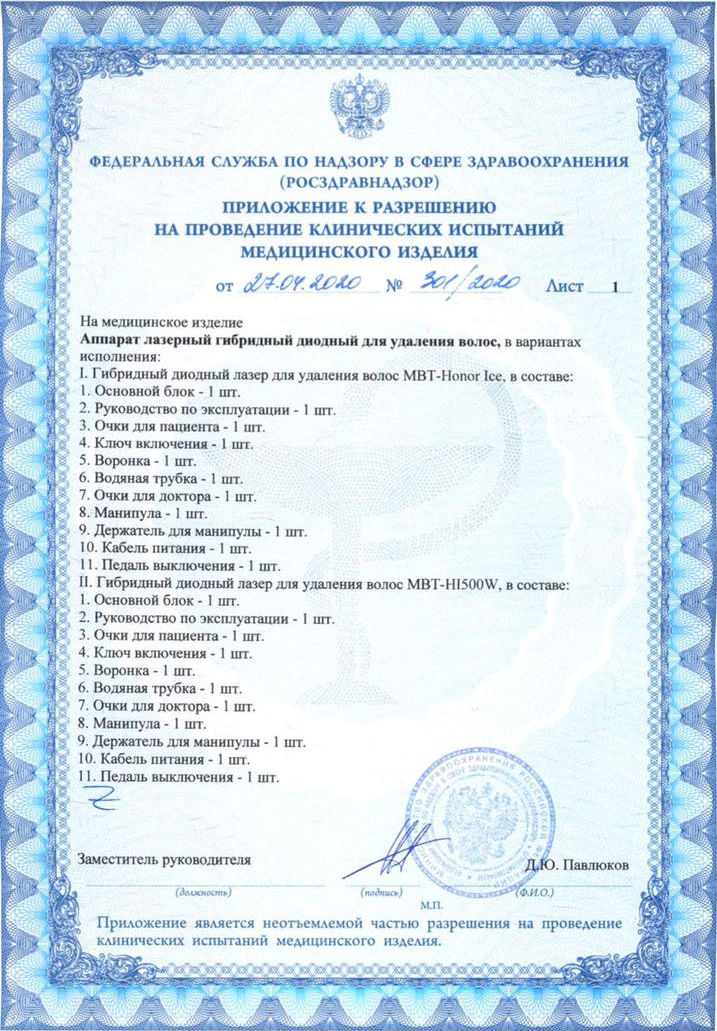 ФЕДЕРАЛЬНАЯ СЛУЖБА ПО НАДЗОРУ В СФЕРЕ ЗДРАВООХРАНЕНИЯ
(РОСЗДРАВНАДЗОР)
ПРИЛОЖЕНИЕ К РАЗРЕШЕНИЮ
НА ПРОВЕДЕНИЕ КЛИНИЧЕСКИХ ИСПЫТАНИЙ
МЕДИЦИНСКОГО ИЗДЕЛИЯ
от 27.04.2020 № 301/2020 Лист 1
На медицинское изделие
Аппарат лазерный гибридный диодный для удаления волос, в вариантах
исполнения:
I. Гибридный диодный лазер для удаления волос MBT-Honor Ice, в составе:
1. Основной блок - 1 шт.
2. Руководство по эксплуатации - 1 шт.
3. Очки для пациента - 1 шт.
4. Ключ включения - 1 шт.
5. Воронка - 1 шт.
6. Водяная трубка - 1 шт.
7. Очки для доктора - 1 шт.
8. Манипула - 1 шт.
9. Держатель для манипулы - 1 шт.
10. Кабель питания - 1 шт.
11. Педаль выключения - 1 шт.
II. Гибридный диодный лазер для удаления волос MBT-HI500W, в составе:
1. Основной блок - 1 шт.
2. Руководство по эксплуатации - 1 шт.
3. Очки для пациента - 1 шт.
4. Ключ включения - 1 шт.
5. Воронка - 1 шт.
6. Водяная трубка - 1 шт.
7. Очки для доктора - 1 шт.
8. Манипула - 1 шт.
9. Держатель для манипулы - 1 шт.
10. Кабель питания - 1 шт.
11. Педаль выключения - 1 шт.
Заместитель руководителя Д.Ю. Павлюков
(должность) (подпись) (Ф.И.О.)
М.П.
Приложение является неотъемлемой частью разрешения на проведение
клинических испытаний медицинского изделия.